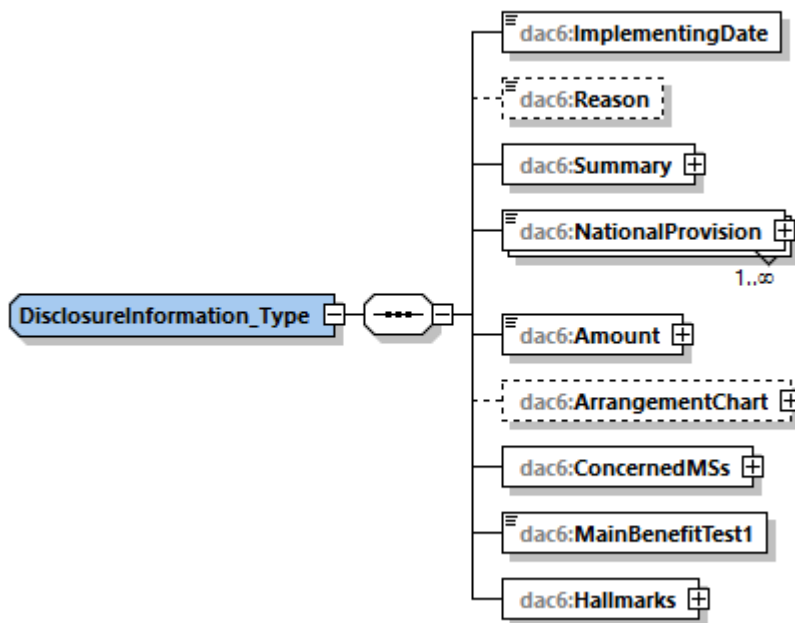 dac6:ImplementingDate
dac6:Reason
dac6:Summary
dac6:NationalProvision
1..∞
DisclosureInformation_Type
dac6:Amount
dac6:ArrangementChart
dac6:ConcernedMSs
dac6:MainBenefitTest1
dac6:Hallmarks